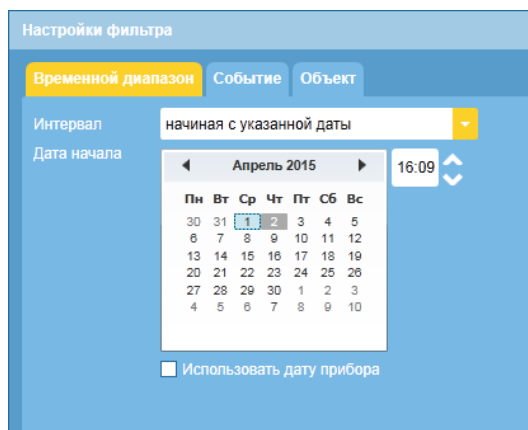 Настройки фильтра
Временной диапазон Событие Объект
Интервал начиная с указанной даты
Дата начала Апрель 2015 16:09
Пн Вт Ср Чт Пт Сб Вс
30 31 1 2 3 4 5
6 7 8 9 10 11 12
13 14 15 16 17 18 19
20 21 22 23 24 25 26
27 28 29 30 1 2 3
4 5 6 7 8 9 10
Использовать дату прибора